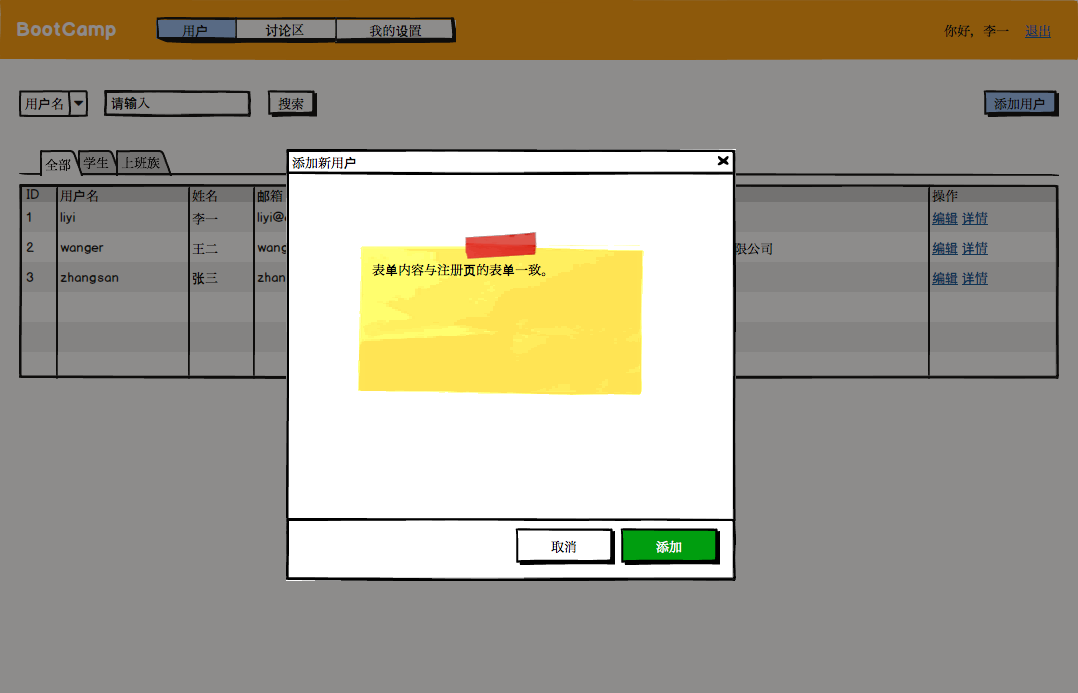 BootCamp 用户 讨论区 我的设置 你好, 李一 退出
用户名 请输入 搜索 添加用户
全部 学生 上班族
添加新用户
ID 用户名 姓名 邮箱 操作
1 liyi 李一 liyi@ 编辑 详情
2 wanger 王二 wang 限公司 编辑 详情
3 zhangsan 张三 zhan 编辑 详情
表单内容与注册页的表单一致。
取消 添加